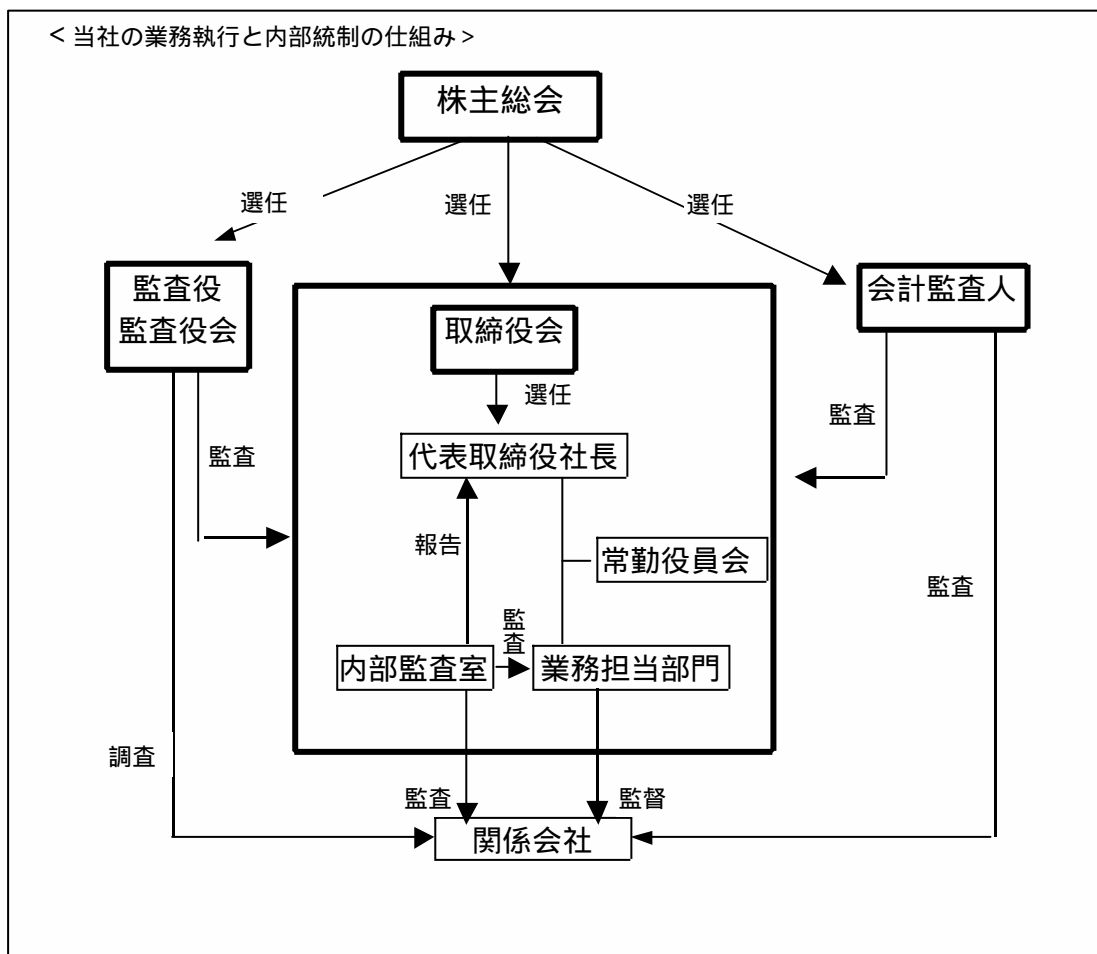 < 当社の業務執行と内部統制の仕組み >
株主総会
選任
選任
選任
監査役
監査役会
会計監査人
取締役会
選任
監査
代表取締役社長
監査
報告
常勤役員会
監査
監
査
内部監査室
業務担当部門
調査
監査
監督
関係会社